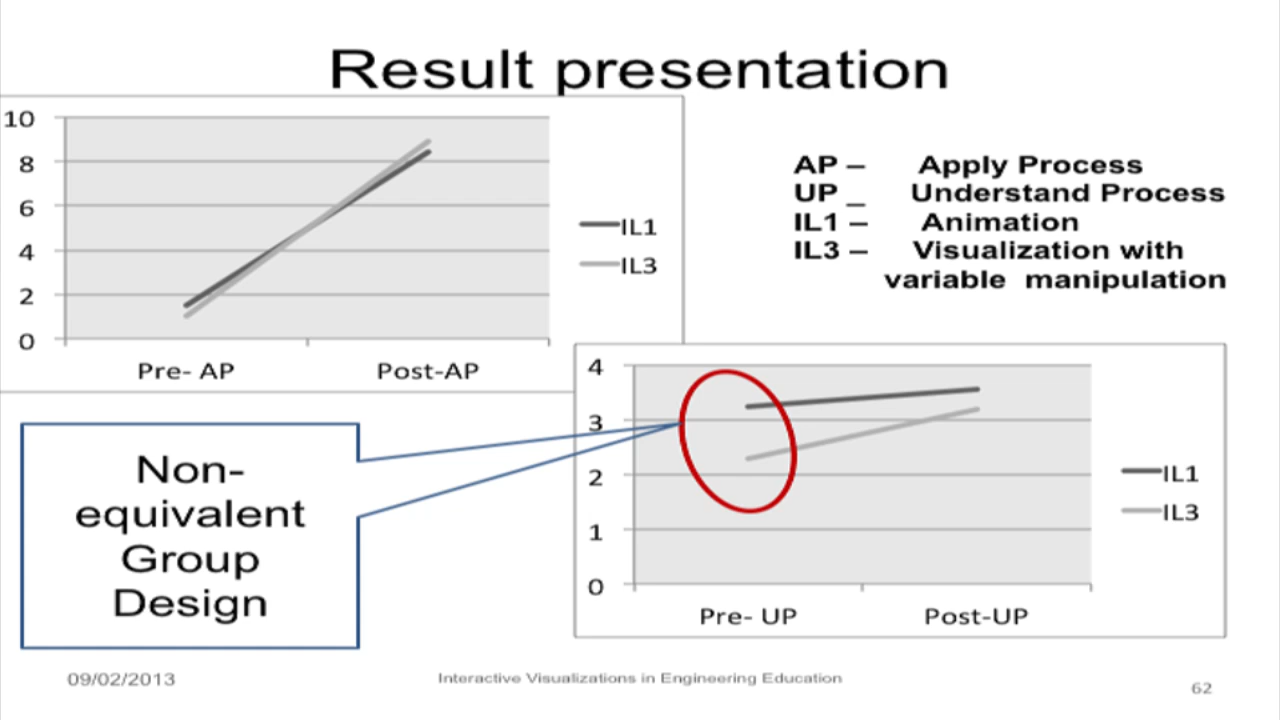 Result presentation
10
8
6
4
2
0
Pre- AP
Post-AP
IL1
IL3
AP – Apply Process
UP _ Understand Process
IL1 – Animation
IL3 – Visualization with
variable manipulation
4
3
2
1
0
Pre- UP
Post-UP
IL1
IL3
Non-
equivalent
Group
Design
09/02/2013
Interactive Visualizations in Engineering Education
62